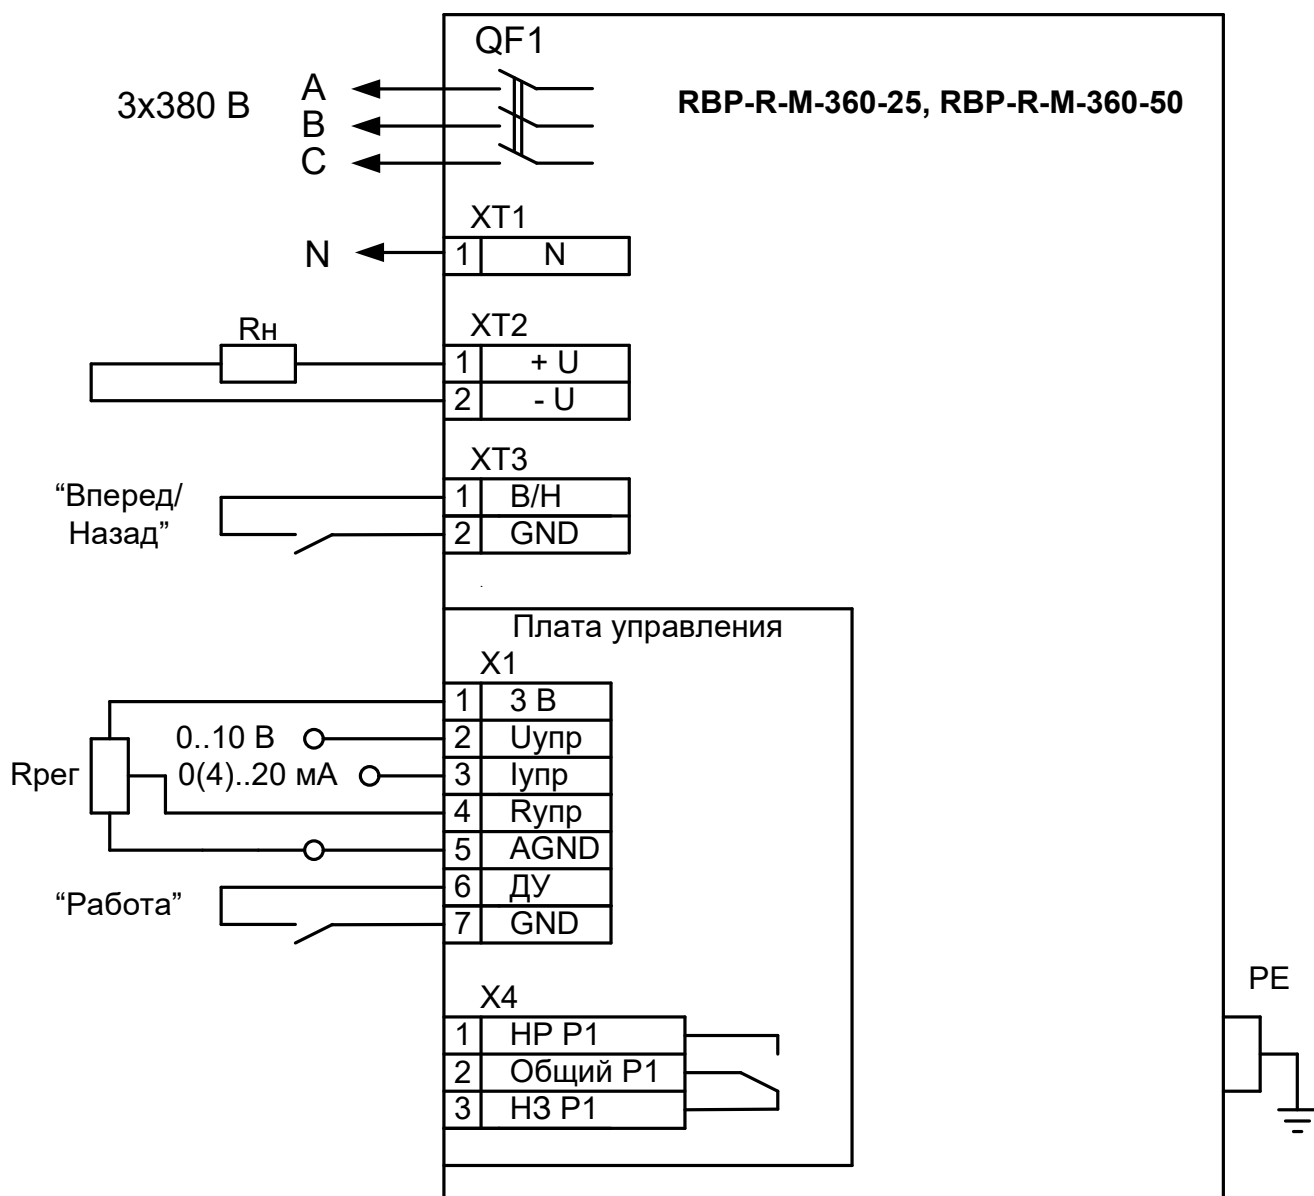 QF1
3x380 В
A
B
C
RBP-R-M-360-25, RBP-R-M-360-50
XT1
N
1 N
Rн
XT2
1 + U
2 - U
XT3
“Вперед/
Назад”
1 В/Н
2 GND
Плата управления
X1
1 3 В
0..10 В
2 Uупр
Rрег
0(4)..20 мА
3 Iупр
4 Rупр
5 AGND
“Работа”
6 ДУ
7 GND
PE
X4
1 НР Р1
2 Общий Р1
3 НЗ Р1